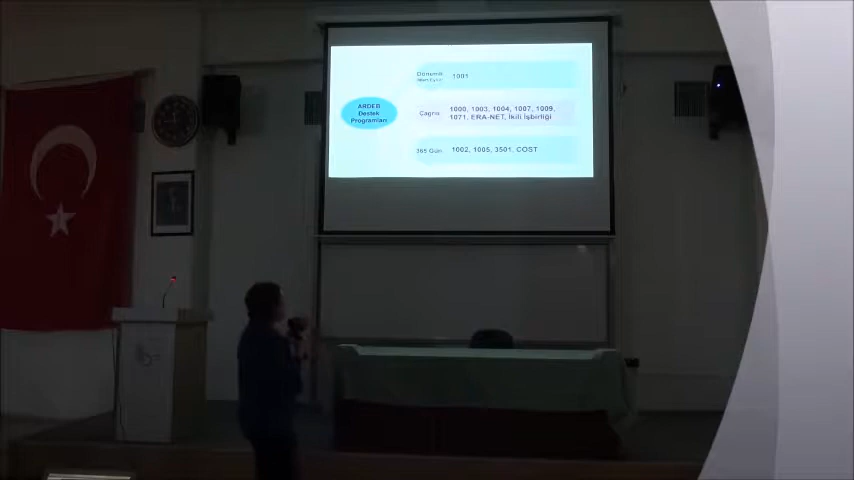 Dönemli
1001
ARDEB
Destek
Programları
Çağrılı
1000, 1003, 1004, 1007, 1009,
1071, ERA-NET, İkili İşbirliği
365 Gün
1002, 1005, 3501, COST